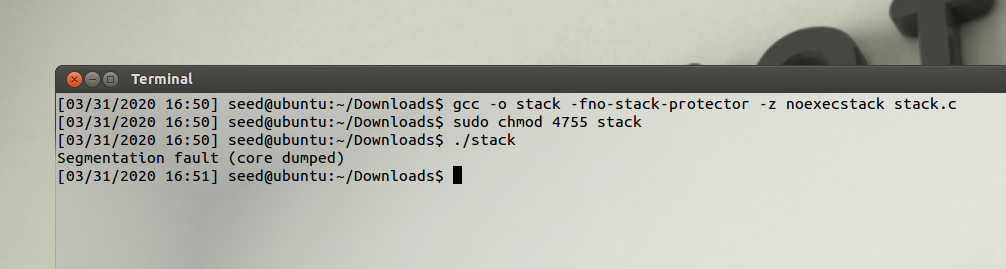 Terminal
[03/31/2020 16:50] seed@ubuntu:~/Downloads$ gcc -o stack -fno-stack-protector -z noexecstack stack.c
[03/31/2020 16:50] seed@ubuntu:~/Downloads$ sudo chmod 4755 stack
[03/31/2020 16:50] seed@ubuntu:~/Downloads$ ./stack
Segmentation fault (core dumped)
[03/31/2020 16:51] seed@ubuntu:~/Downloads$